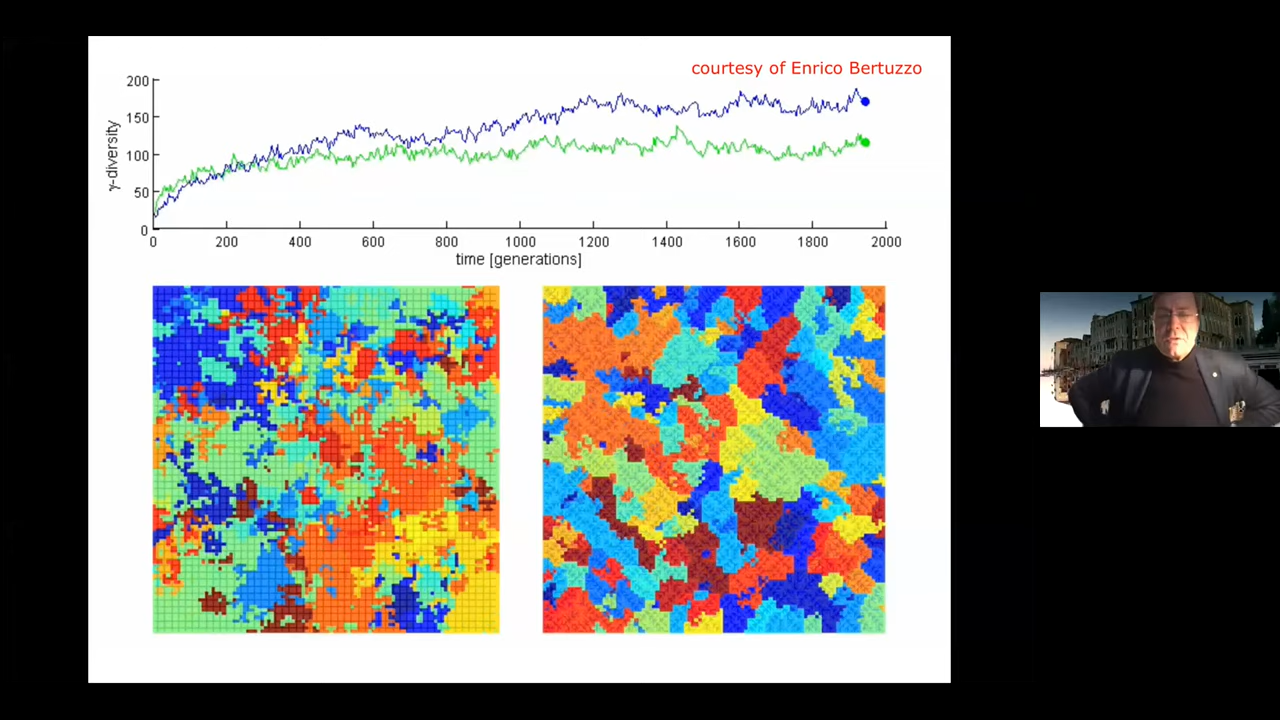 courtesy of Enrico Bertuzzo
200
150
100
50
0
γ-diversity
0 200 400 600 800 1000 1200 1400 1600 1800 2000
time [generations]